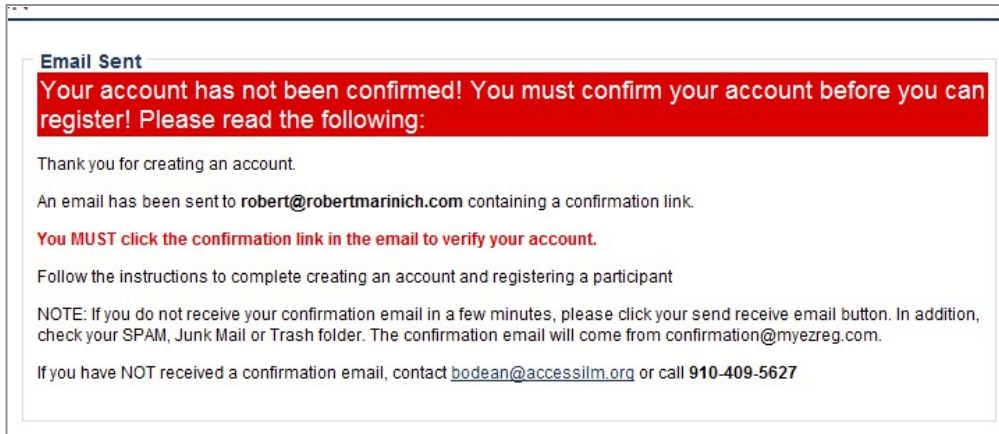 Email Sent
Your account has not been confirmed! You must confirm your account before you can
register! Please read the following:
Thank you for creating an account.
An email has been sent to robert@robertmarinich.com containing a confirmation link.
You MUST click the confirmation link in the email to verify your account.
Follow the instructions to complete creating an account and registering a participant
NOTE: If you do not receive your confirmation email in a few minutes, please click your send receive email button. In addition,
check your SPAM, Junk Mail or Trash folder. The confirmation email will come from confirmation@myezreg.com.
If you have NOT received a confirmation email, contact bodean@accessilm.org or call 910-409-5627